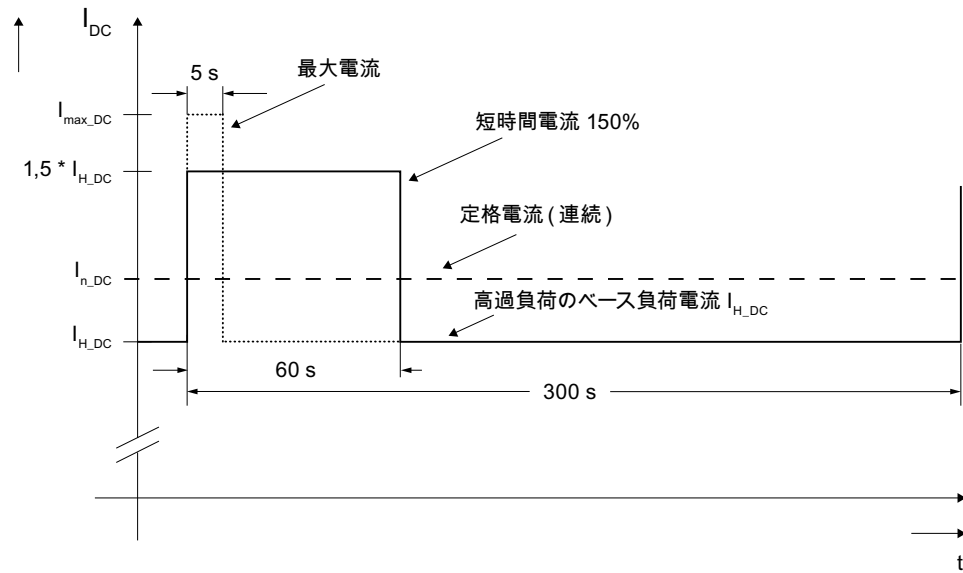 I_DC
5 s
最大電流
I_max_DC
短時間電流 150%
1,5 * I_H_DC
定格電流 ( 連続 )
I_n_DC
高過負荷のベース負荷電流 I_H_DC
I_H_DC
60 s
300 s
t